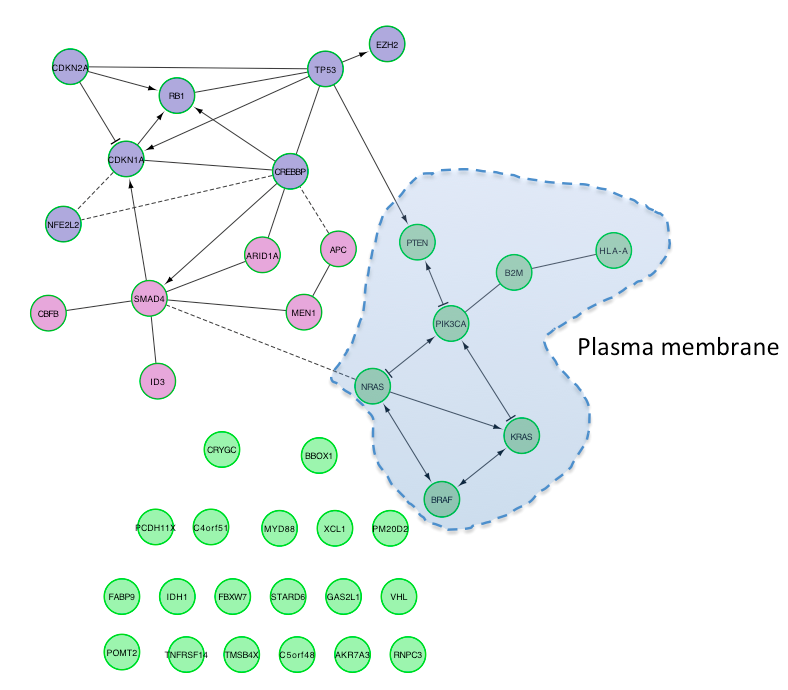 EZH2
CDKN2A
TP53
RB1
CDKN1A
CREBBP
NFE2L2
PTEN
ARID1A
APC
HLA-A
B2M
SMAD4
CBFB
MEN1
PIK3CA
Plasma membrane
ID3
NRAS
KRAS
CRYGC
BBOX1
BRAF
PCDH11X
C4orf51
MYD88
XCL1
PM20D2
FABP9
IDH1
FBXW7
STARD6
GAS2L1
VHL
POMT2
TNFRSF14
TMSB4X
C5orf48
AKR7A3
RNPC3